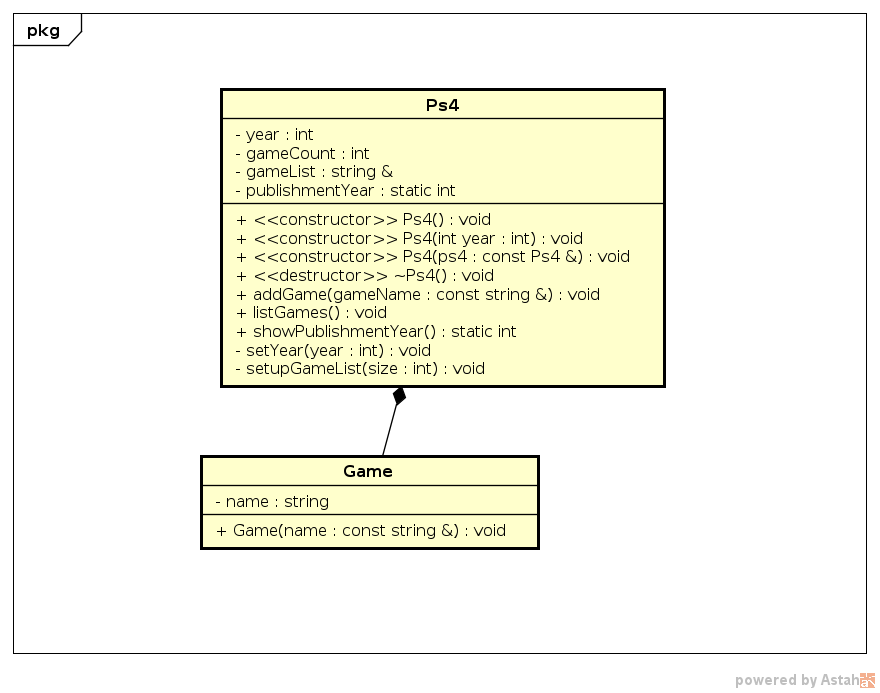 pkg
Ps4
- year : int
- gameCount : int
- gameList : string &
- publishmentYear : static int
+ <<constructor>> Ps4() : void
+ <<constructor>> Ps4(int year : int) : void
+ <<constructor>> Ps4(ps4 : const Ps4 &) : void
+ <<destructor>> ~Ps4() : void
+ addGame(gameName : const string &) : void
+ listGames() : void
+ showPublishmentYear() : static int
- setYear(year : int) : void
- setupGameList(size : int) : void
Game
- name : string
+ Game(name : const string &) : void
powered by Astah